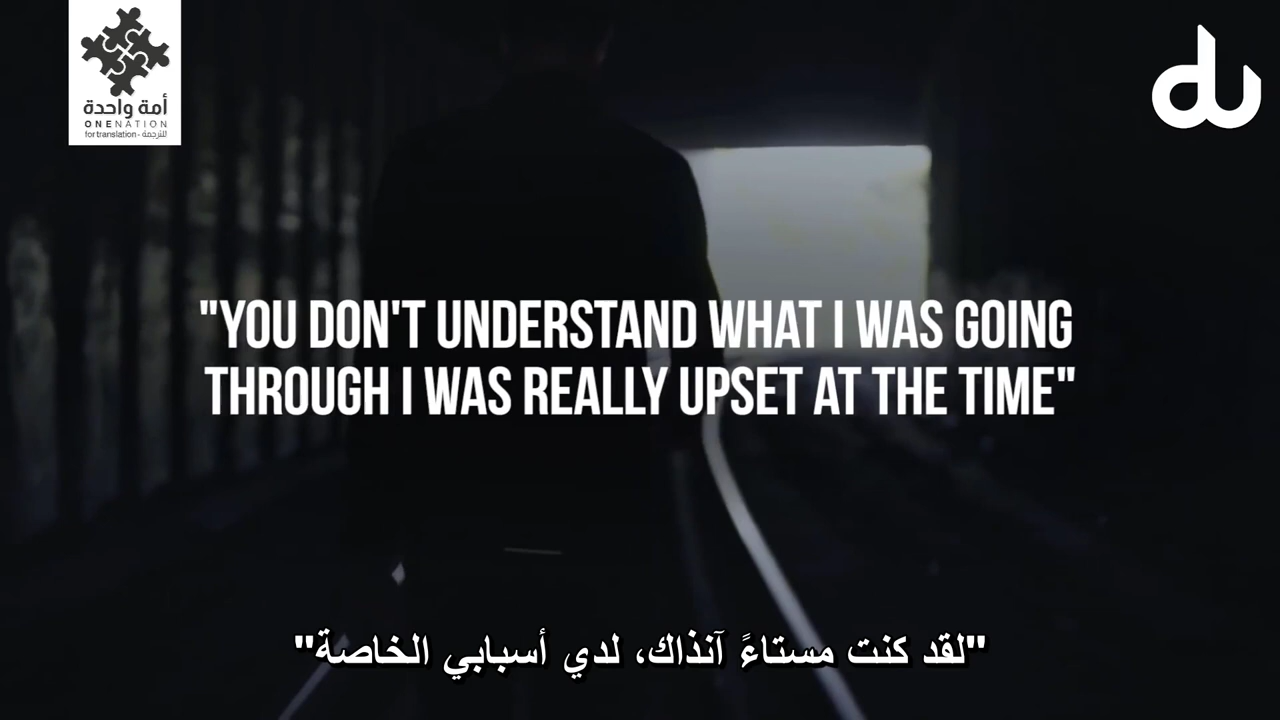 أمة واحدة
ONENATION
for translation - للترجمة
du
"YOU DON'T UNDERSTAND WHAT I WAS GOING
THROUGH I WAS REALLY UPSET AT THE TIME"
"لقد كنت مستاءً آنذاك، لدي أسبابي الخاصة"